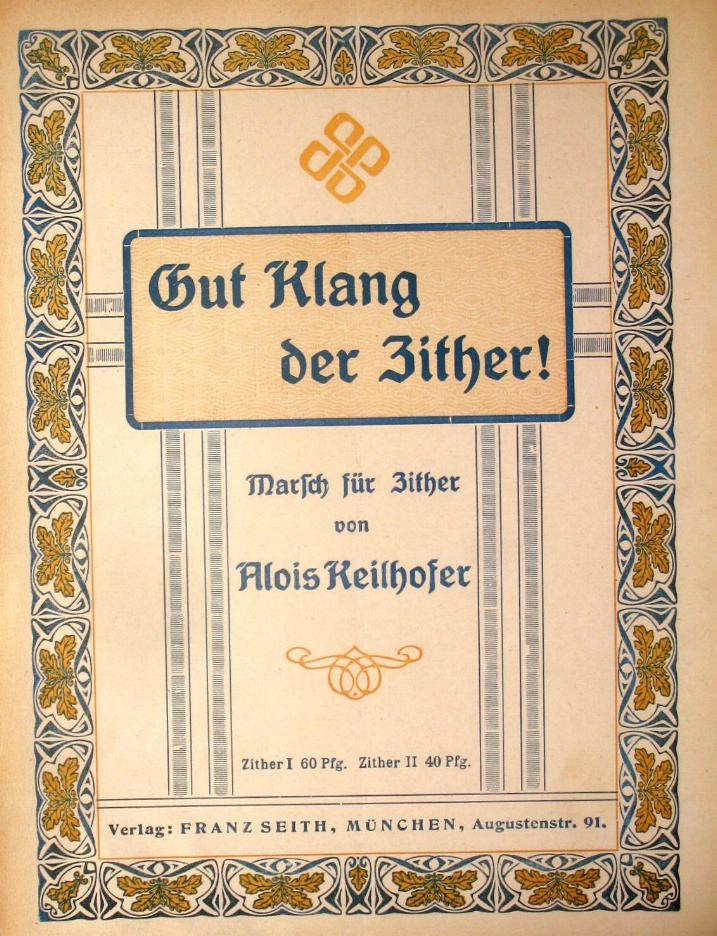 Gut Klang
der Zither!
Marſch für Zither
von
Alois Keilhofer
Zither I 60 Pfg. Zither II 40 Pfg.
Verlag: FRANZ SEITH, MÜNCHEN, Augustenstr. 91.